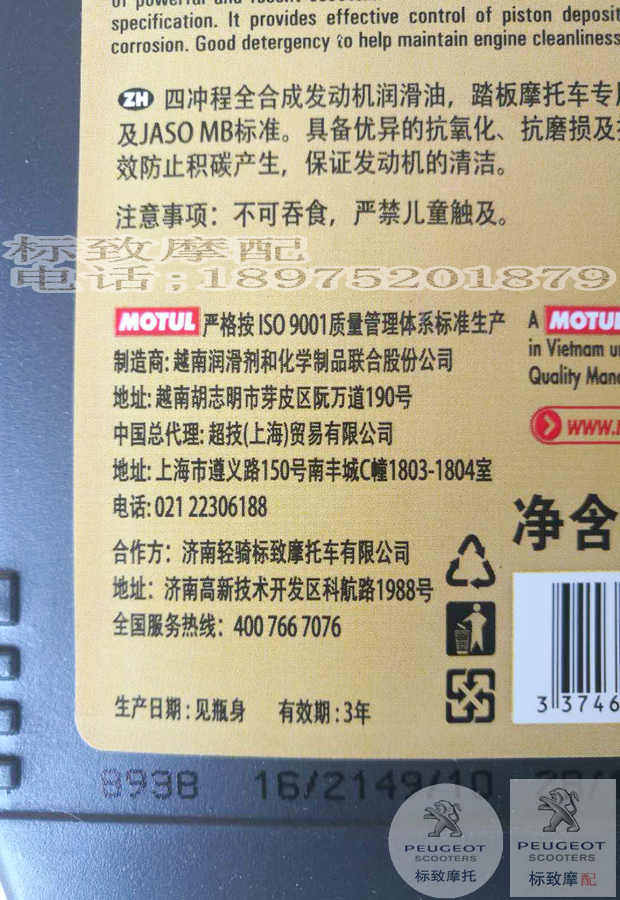 of powerful and recent
specification. It provides effective control of piston deposit
corrosion. Good detergency to help maintain engine cleanliness
ZH 四冲程全合成发动机润滑油，踏板摩托车专
及JASO MB标准。具备优异的抗氧化、抗磨损及
效防止积碳产生，保证发动机的清洁。
注意事项：不可吞食，严禁儿童触及。
标致摩配
电话;18975201879
MOTUL 严格按ISO 9001质量管理体系标准生产
制造商:越南润滑剂和化学制品联合股份公司
地址:越南胡志明市芽皮区阮万道190号
中国总代理:超技(上海)贸易有限公司
地址:上海市遵义路150号南丰城C幢1803-1804室
电话:021 22306188
合作方：济南轻骑标致摩托车有限公司
地址：济南高新技术开发区科航路1988号
全国服务热线：400 766 7076
生产日期:见瓶身 有效期:3年
A MOTUL
in Vietnam
Quality
www.
净含
3 3746
8938 16/2149/10
PEUGEOT
SCOOTERS
标致摩托
PEUGEOT
SCOOTERS
标致摩配